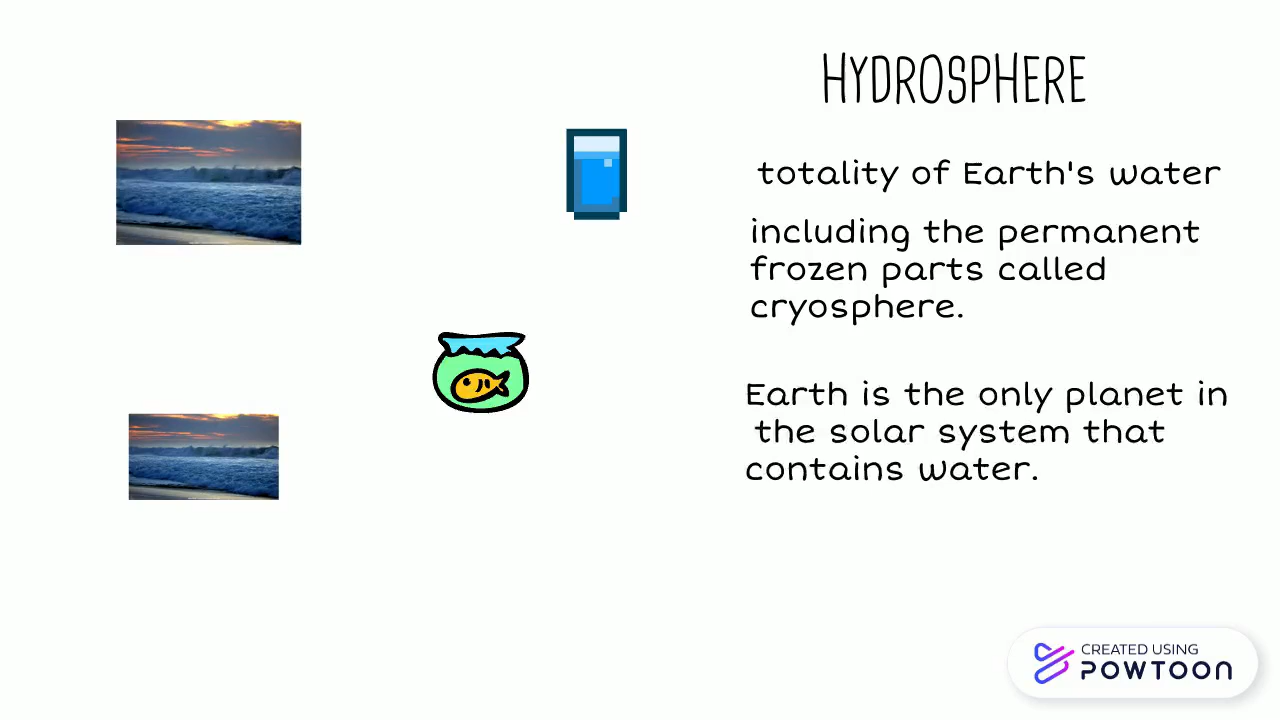 HYDROSPHERE
totality of Earth's water
including the permanent
frozen parts called
cryosphere.
Earth is the only planet in
the solar system that
contains water.
CREATED USING
POWTOON